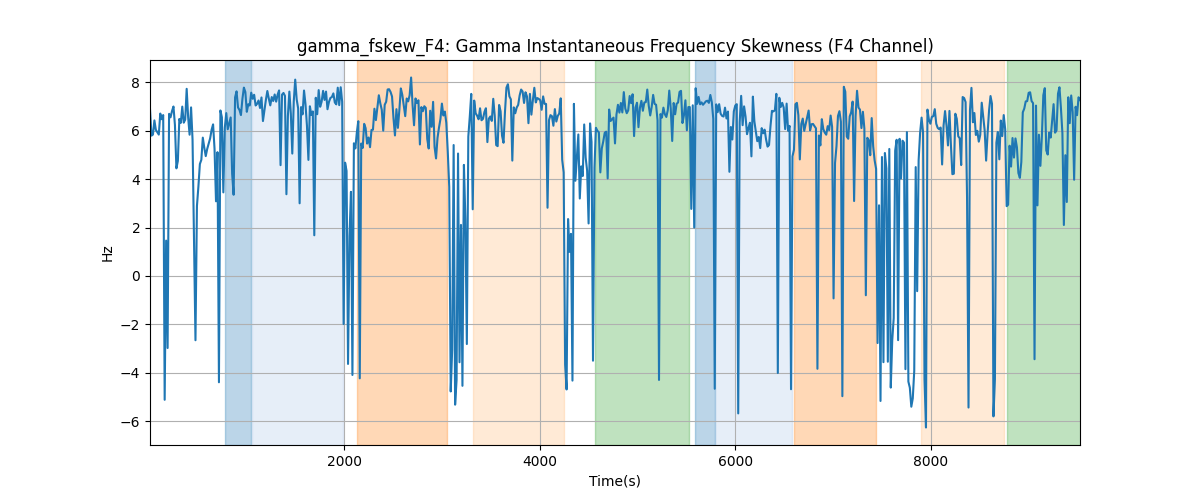 gamma_fskew_F4: Gamma Instantaneous Frequency Skewness (F4 Channel)
8
6
4
2
0
−2
−4
−6
Hz
2000 4000 6000 8000
Time(s)